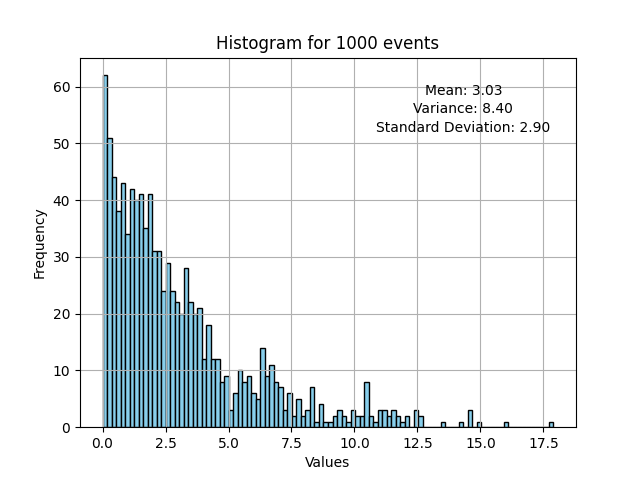 Histogram for 1000 events
Mean: 3.03
Variance: 8.40
Standard Deviation: 2.90
Frequency
60
50
40
30
20
10
0
0.0 2.5 5.0 7.5 10.0 12.5 15.0 17.5
Values